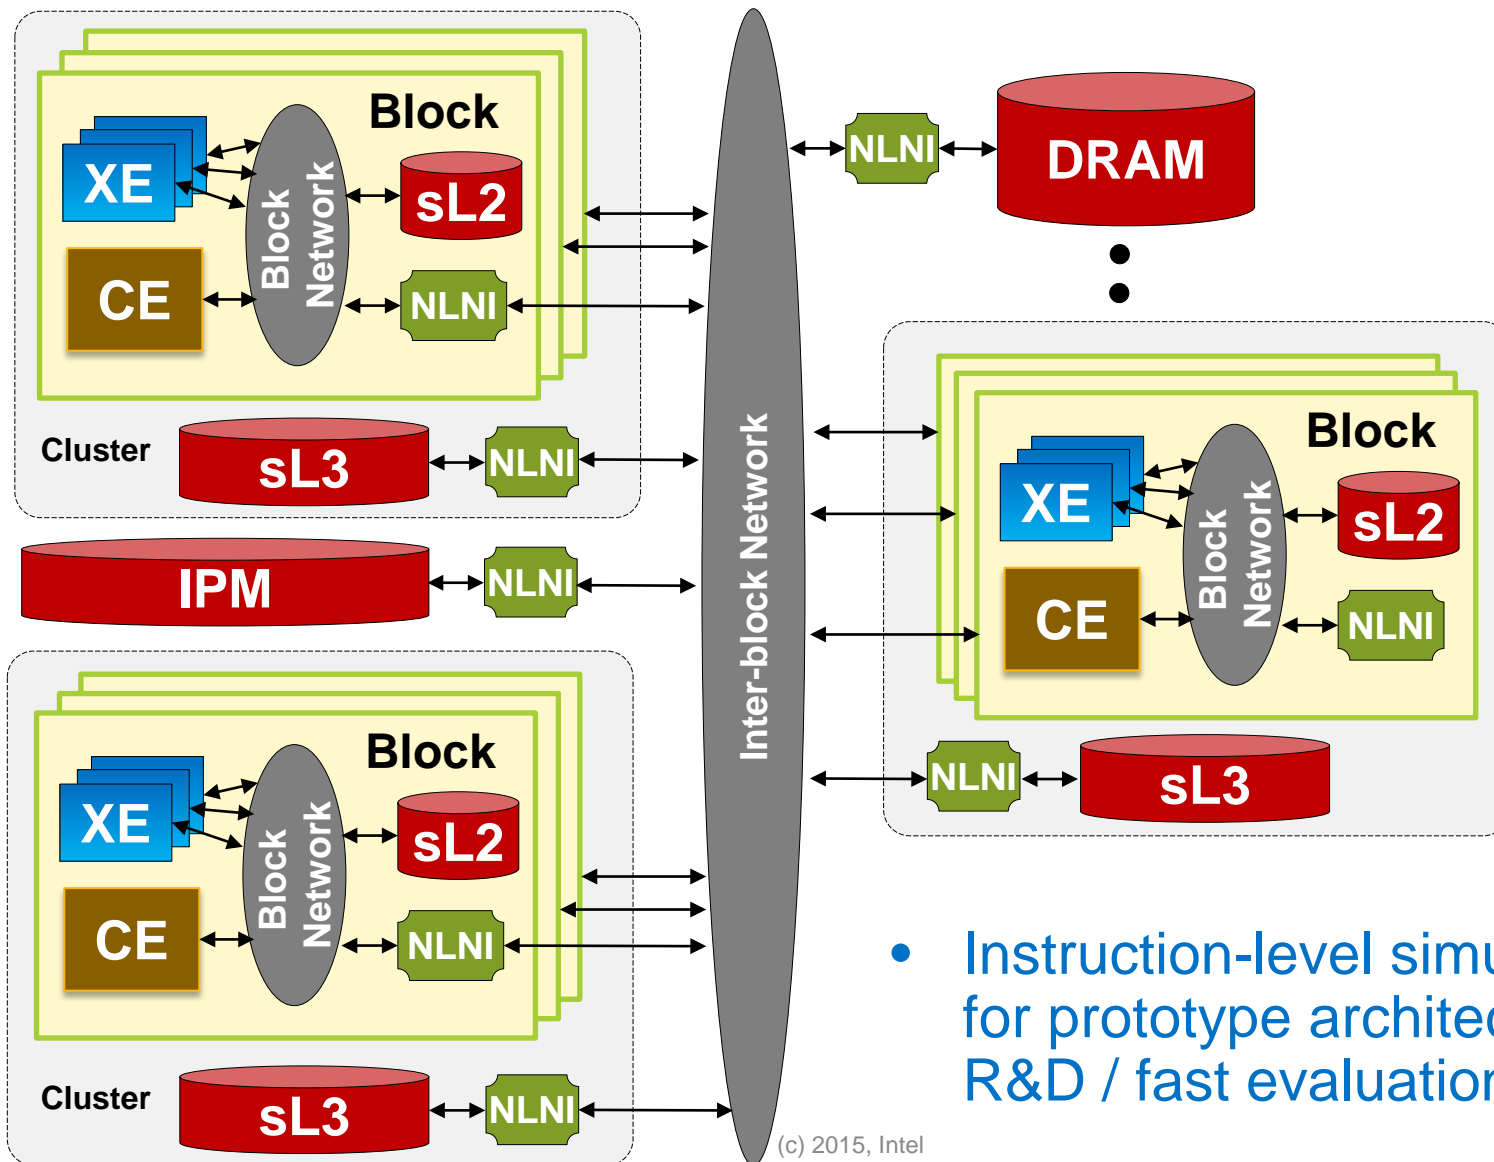 Block
XE
Block
Network
sL2
CE
NLNI
Cluster
sL3
NLNI
IPM
NLNI
Block
XE
Block
Network
sL2
CE
NLNI
Cluster
sL3
NLNI
Inter-block Network
NLNI
DRAM
Block
XE
Block
Network
sL2
CE
NLNI
NLNI
sL3
• Instruction-level simu
for prototype archite
R&D / fast evaluation
(c) 2015, Intel